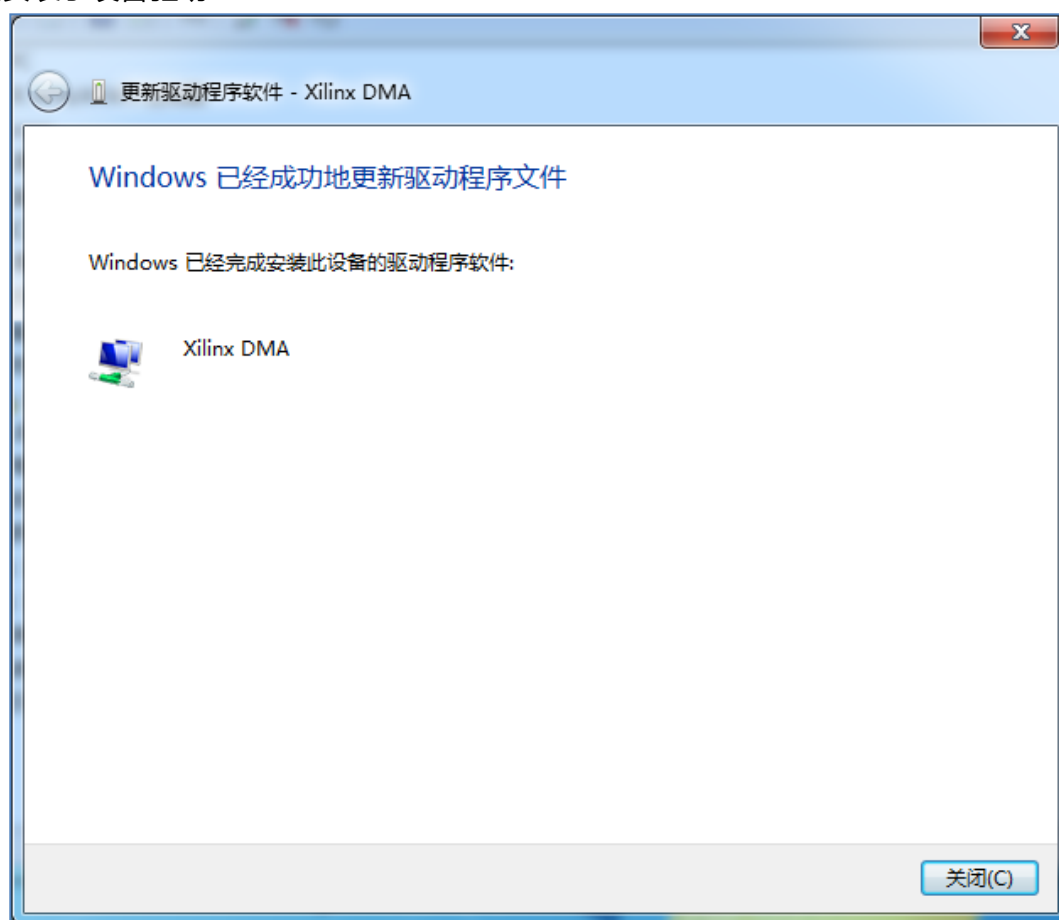 更新驱动程序软件 - Xilinx DMA
Windows 已经成功地更新驱动程序文件
Windows 已经完成安装此设备的驱动程序软件:
Xilinx DMA
关闭(C)